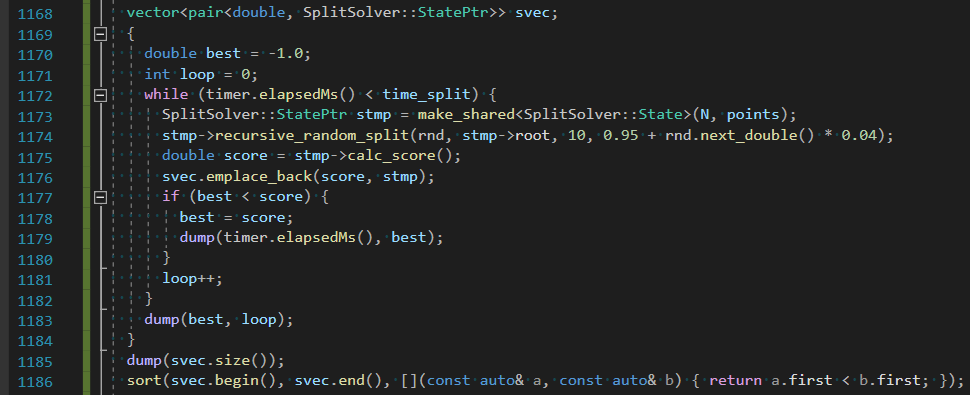 1168 vector<pair<double, SplitSolver::StatePtr>> svec;
1169 {
1170 double best = -1.0;
1171 int loop = 0;
1172 while (timer.elapsedMs() < time_split) {
1173 SplitSolver::StatePtr stmp = make_shared<SplitSolver::State>(N, points);
1174 stmp->recursive_random_split(rnd, stmp->root, 10, 0.95 + rnd.next_double() * 0.04);
1175 double score = stmp->calc_score();
1176 svec.emplace_back(score, stmp);
1177 if (best < score) {
1178 best = score;
1179 dump(timer.elapsedMs(), best);
1180 }
1181 loop++;
1182 }
1183 dump(best, loop);
1184 }
1185 dump(svec.size());
1186 sort(svec.begin(), svec.end(), [](const auto& a, const auto& b) { return a.first < b.first; });